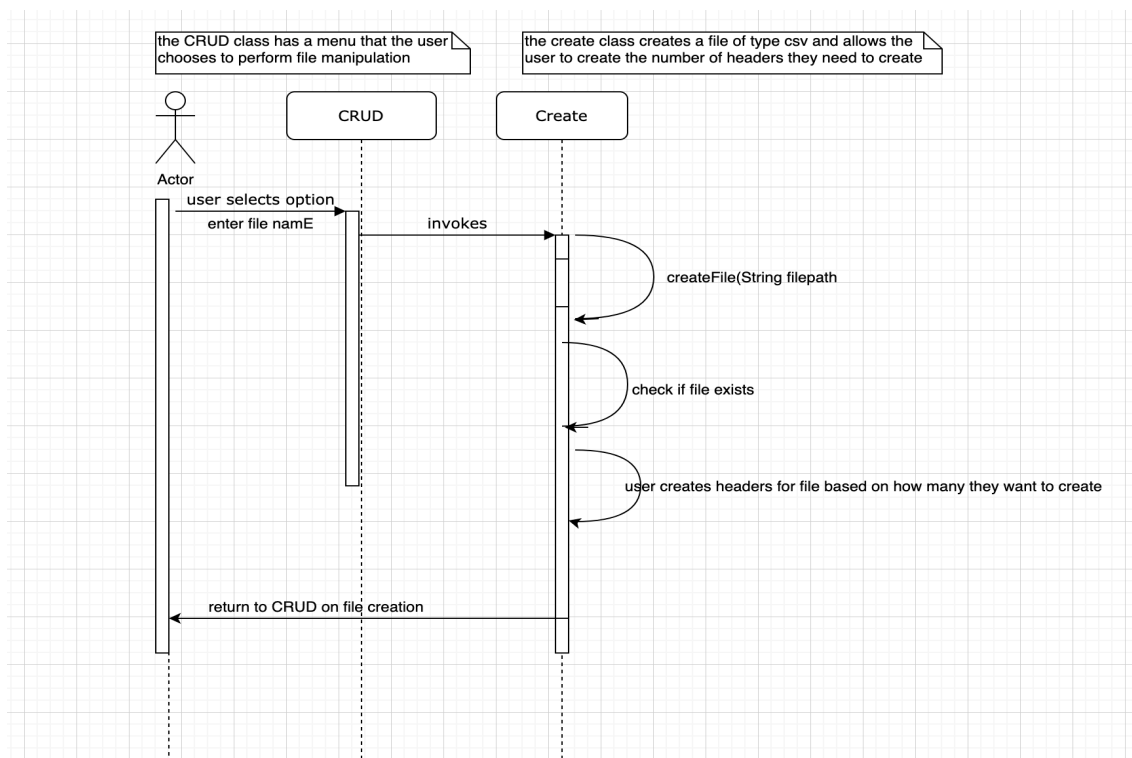 the CRUD class has a menu that the user
chooses to perform file manipulation
the create class creates a file of type csv and allows the
user to create the number of headers they need to create
CRUD
Create
Actor
user selects option
enter file namE
invokes
createFile(String filepath
check if file exists
user creates headers for file based on how many they want to create
return to CRUD on file creation